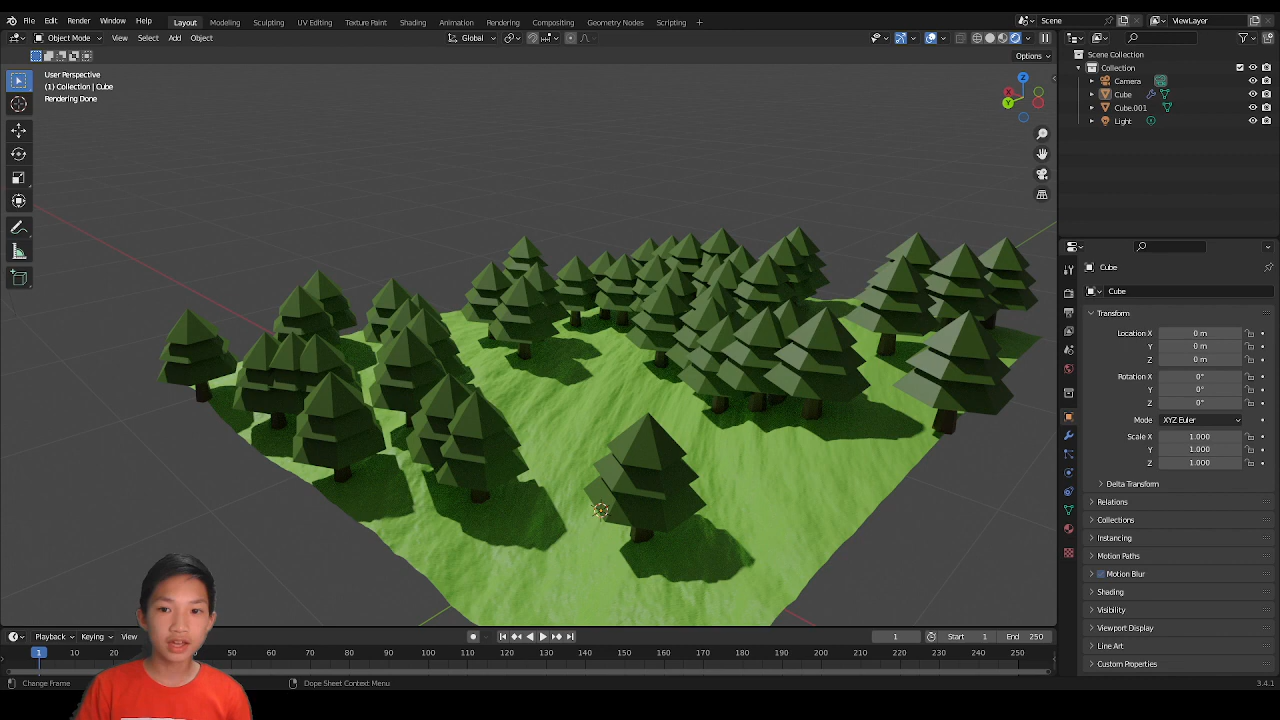 File Edit Render Window Help Layout Modeling Sculpting UV Editing Texture Paint Shading Animation Rendering Compositing Geometry Nodes Scripting + Scene ViewLayer
Object Mode View Select Add Object Global
Options
User Perspective
(1) Collection | Cube
Rendering Done
Z
X
Y
Scene Collection
Collection
Camera
Cube
Cube.001
Light
Cube
Cube
Transform
Location X 0 m
Y 0 m
Z 0 m
Rotation X 0°
Y 0°
Z 0°
Mode XYZ Euler
Scale X 1.000
Y 1.000
Z 1.000
Delta Transform
Relations
Collections
Instancing
Motion Paths
Motion Blur
Shading
Visibility
Viewport Display
Line Art
Custom Properties
Playback Keying View 1 Start 1 End 250
1 10 20 30 50 60 70 80 90 100 110 120 130 140 150 160 170 180 190 200 210 220 230 240 250
Change Frame Dope Sheet Context Menu 3.4.1